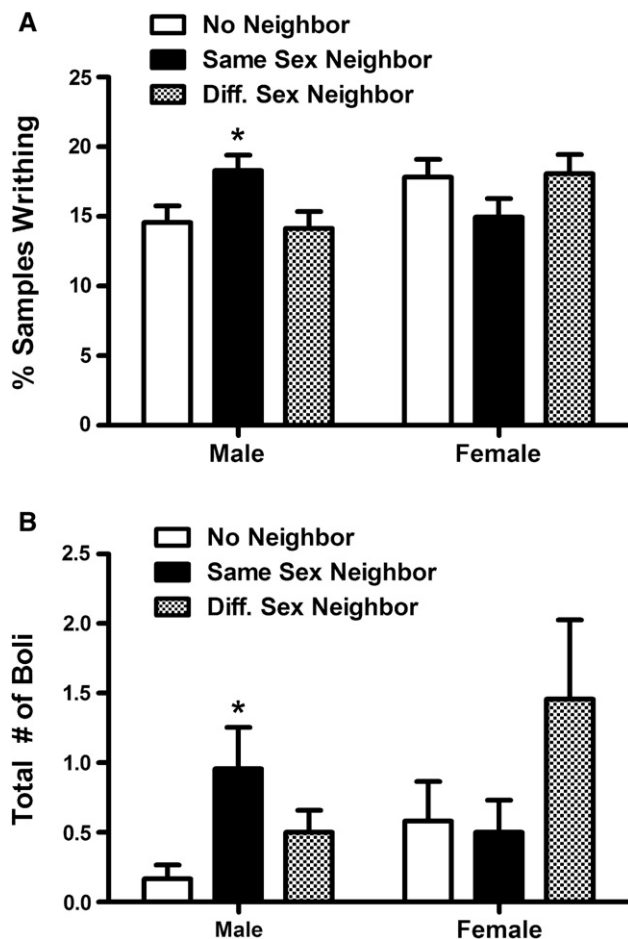 A
No Neighbor
Same Sex Neighbor
Diff. Sex Neighbor
% Samples Writhing
25
20
15
10
5
0
*
Male
Female
B
No Neighbor
Same Sex Neighbor
Diff. Sex Neighbor
Total # of Boli
2.5
2.0
1.5
1.0
0.5
0.0
*
Male
Female